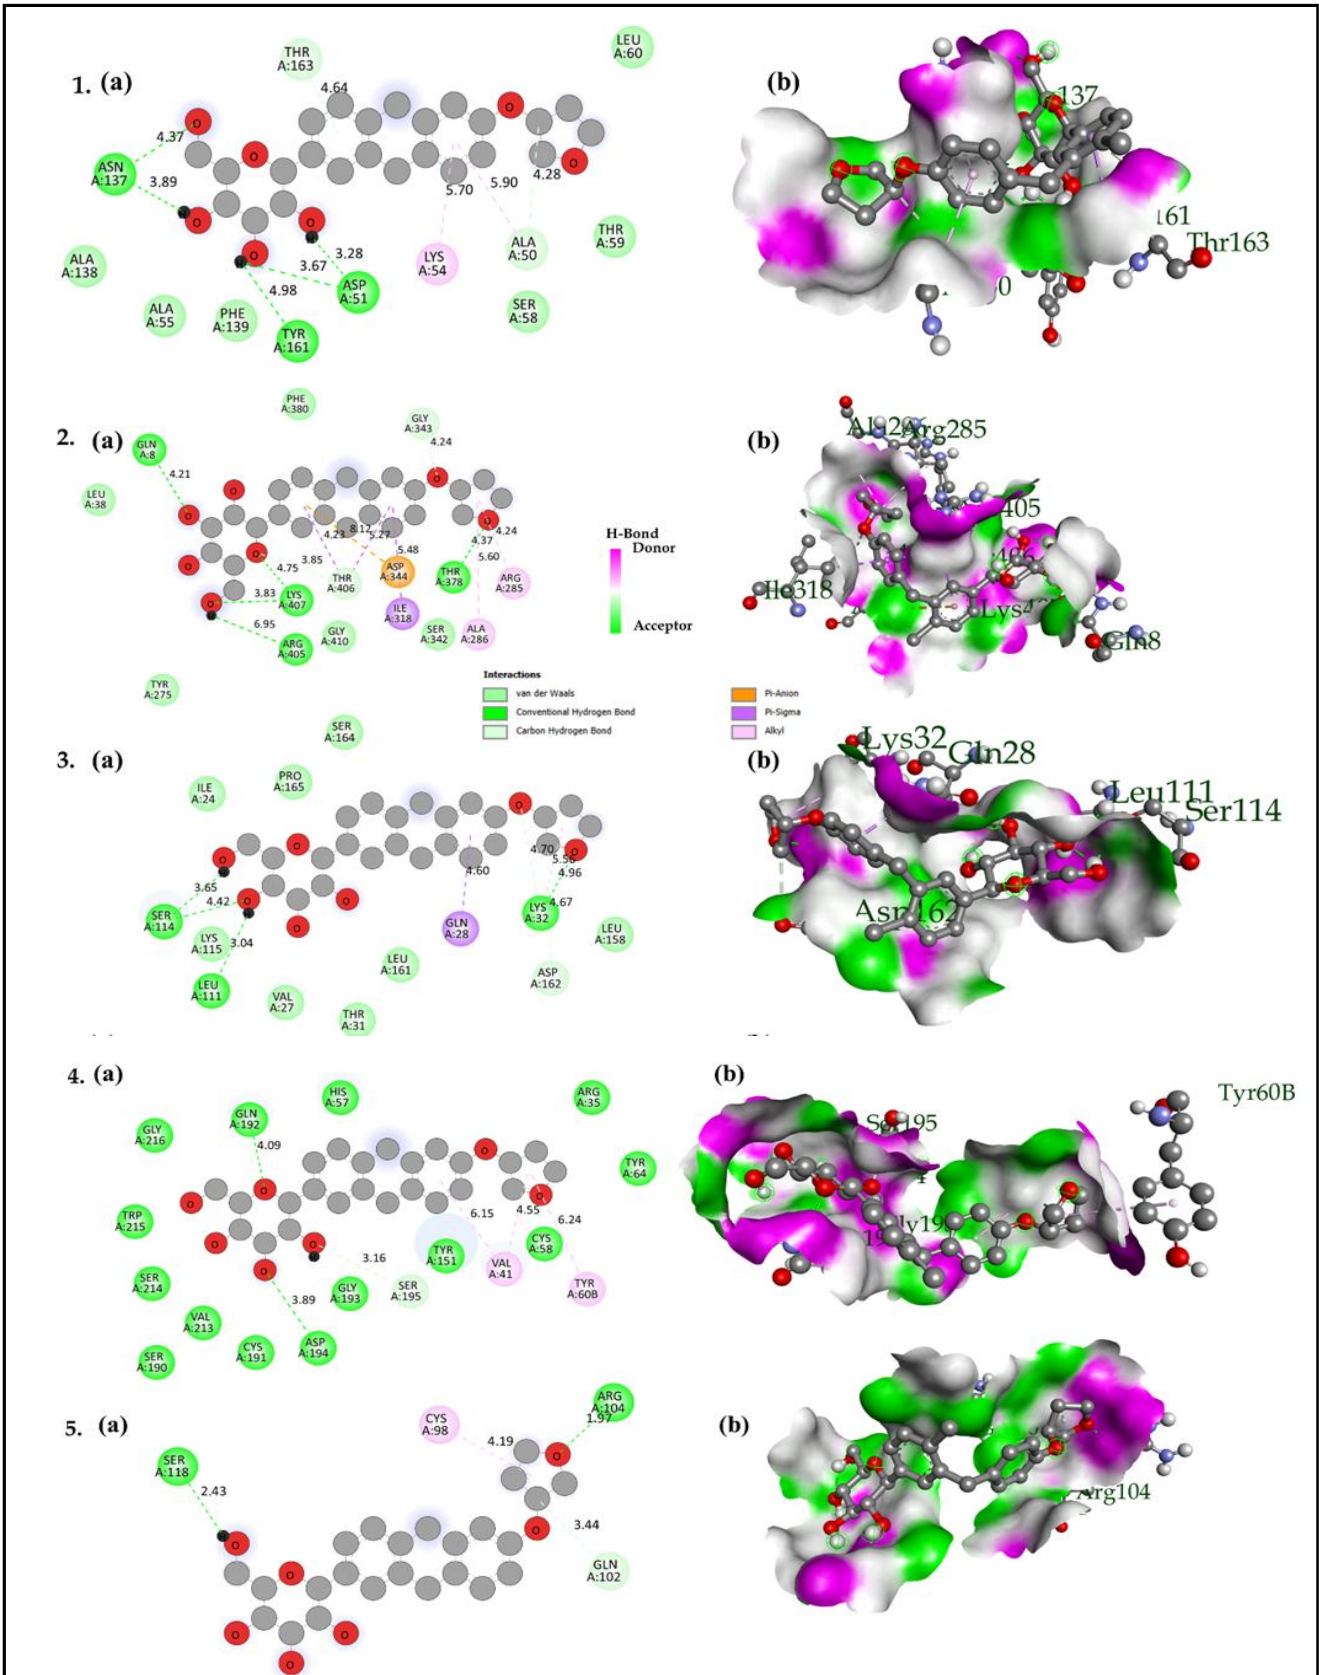 1. (a)
THR
A:163
LEU
A:60
4.64
4.37
ASN
A:137
3.89
5.70
5.90
4.28
ALA
A:138
3.28
3.67
4.98
LYS
A:54
ALA
A:50
THR
A:59
ASP
A:51
ALA
A:55
PHE
A:139
SER
A:58
TYR
A:161
(b)
Thr163
2. (a)
PHE
A:380
GLY
A:343
GLN
A:8
4.21
4.24
LEU
A:38
4.23
8.12
5.27
4.24
4.37
4.75
3.85
5.48
5.60
THR
A:406
ASP
A:344
THR
A:378
ARG
A:285
3.83
LYS
A:407
ILE
A:318
6.95
ARG
A:405
GLY
A:410
SER
A:342
ALA
A:286
(b)
Arg285
Ile318
Gln8
H-Bond
Donor
Acceptor
Interactions
van der Waals
Conventional Hydrogen Bond
Carbon Hydrogen Bond
Pi-Anion
Pi-Sigma
Alkyl
3. (a)
TYR
A:275
SER
A:164
ILE
A:24
PRO
A:165
4.70
5.56
4.96
4.60
4.67
3.65
4.42
SER
A:114
LYS
A:115
3.04
GLN
A:28
LYS
A:32
LEU
A:158
LEU
A:111
LEU
A:161
ASP
A:162
VAL
A:27
THR
A:31
(b)
Lys32
Gln28
Leu111
Ser114
4. (a)
HIS
A:57
ARG
A:35
GLN
A:192
4.09
GLY
A:216
TYR
A:64
TRP
A:215
6.15
4.55
6.24
3.16
TYR
A:151
CYS
A:58
VAL
A:41
SER
A:214
GLY
A:193
SER
A:195
TYR
A:60B
3.89
VAL
A:213
SER
A:190
CYS
A:191
ASP
A:194
(b)
Tyr60B
5. (a)
CYS
A:98
ARG
A:104
1.97
4.19
SER
A:118
2.43
3.44
GLN
A:102
(b)
Arg104